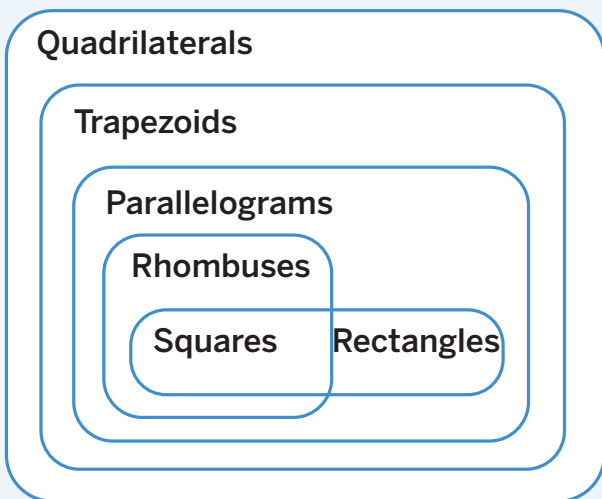 Quadrilaterals
Trapezoids
Parallelograms
Rhombuses
Squares Rectangles